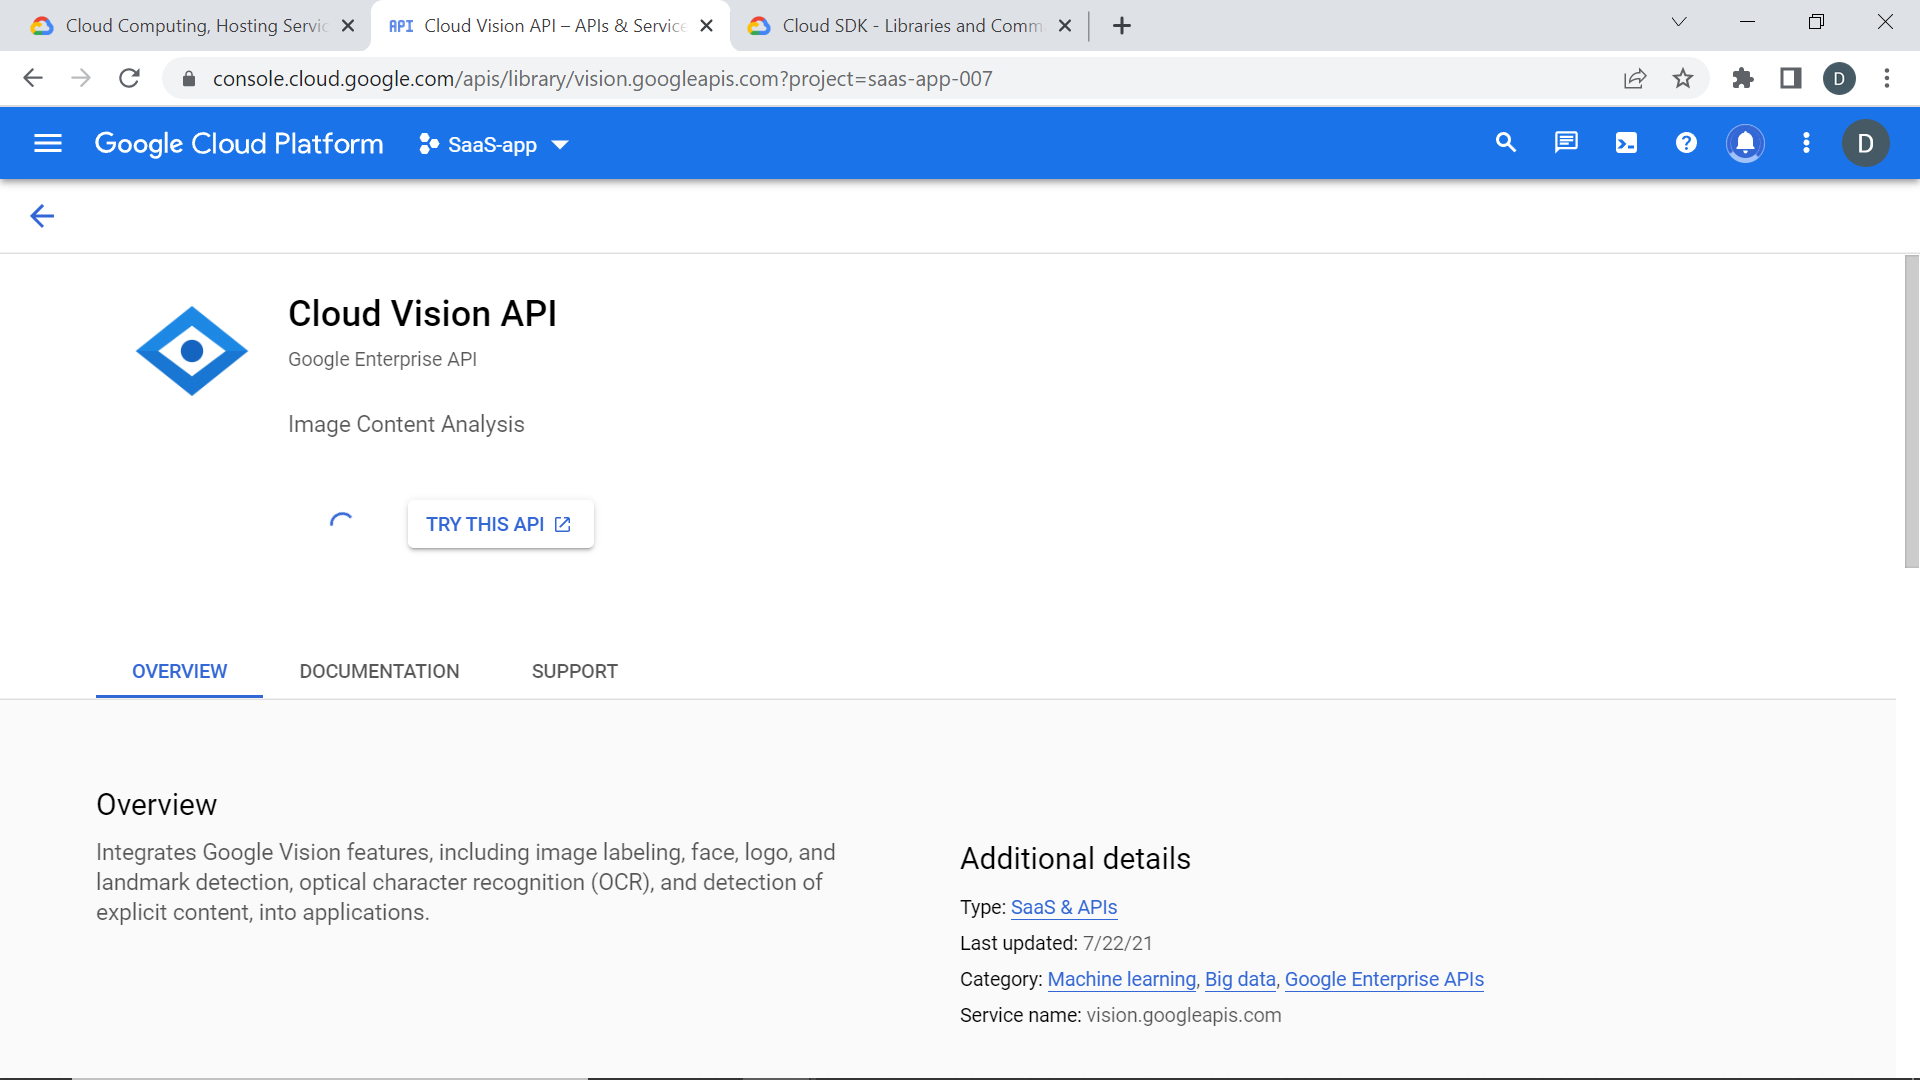 Cloud Computing, Hosting Servic
API Cloud Vision API – APIs & Service
Cloud SDK - Libraries and Comm
console.cloud.google.com/apis/library/vision.googleapis.com?project=saas-app-007
D
Google Cloud Platform
SaaS-app
D
Cloud Vision API
Google Enterprise API
Image Content Analysis
TRY THIS API
OVERVIEW
DOCUMENTATION
SUPPORT
Overview
Integrates Google Vision features, including image labeling, face, logo, and
landmark detection, optical character recognition (OCR), and detection of
explicit content, into applications.
Additional details
Type: SaaS & APIs
Last updated: 7/22/21
Category: Machine learning, Big data, Google Enterprise APIs
Service name: vision.googleapis.com